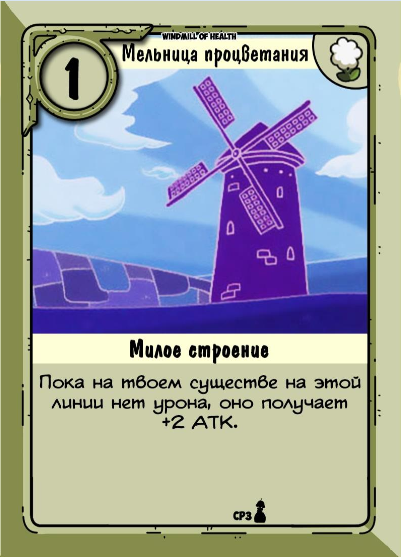 WINDMILL OF HEALTH
1
Мельница процветания
Милое строение
Пока на твоем существе на этой
линии нет урона, оно получает
+2 АТК.
СР3